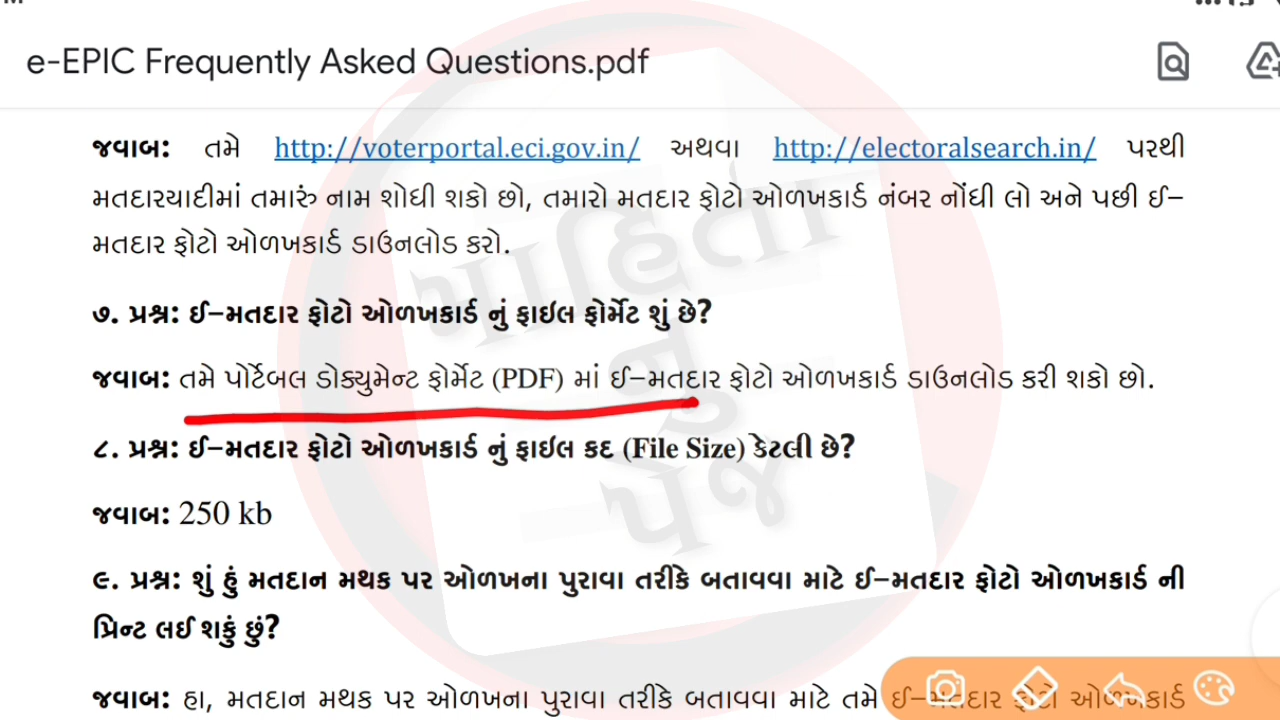 e-EPIC Frequently Asked Questions.pdf
જવાબ: તમે http://voterportal.eci.gov.in/ અથવા http://electoralsearch.in/ પરથી
મતદારયાદીમાં તમારું નામ શોધી શકો છો, તમારો મતદાર ફોટો ઓળખકાર્ડ નંબર નોંધી લો અને પછી ઈ–
મતદાર ફોટો ઓળખકાર્ડ ડાઉનલોડ કરો.
૭. પ્રશ્ન: ઈ–મતદાર ફોટો ઓળખકાર્ડ નું ફાઈલ ફોર્મેટ શું છે?
જવાબ: તમે પોર્ટેબલ ડોક્યુમેન્ટ ફોર્મેટ (PDF) માં ઈ–મતદાર ફોટો ઓળખકાર્ડ ડાઉનલોડ કરી શકો છો.
૮. પ્રશ્ન: ઈ–મતદાર ફોટો ઓળખકાર્ડ નું ફાઈલ કદ (File Size) કેટલી છે?
જવાબ: 250 kb
૯. પ્રશ્ન: શું હું મતદાન મથક પર ઓળખના પુરાવા તરીકે બતાવવા માટે ઈ–મતદાર ફોટો ઓળખકાર્ડ ની
પ્રિન્ટ લઈ શકું છું?
જવાબ: હા, મતદાન મથક પર ઓળખના પુરાવા તરીકે બતાવવા માટે તમે ઈ–મતદાર ફોટો ઓળખકાર્ડ
માહિતી
નું
પેજ